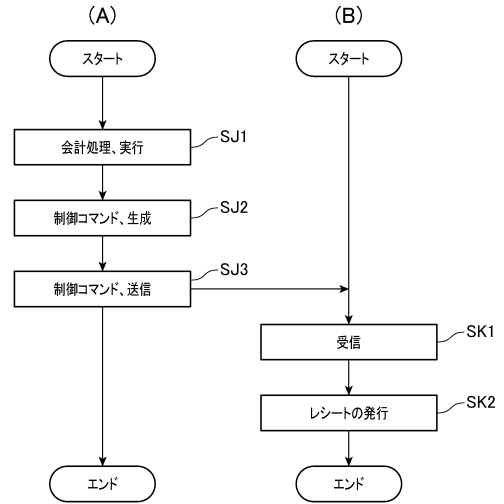 (A)
スタート
会計処理、実行
SJ1
制御コマンド、生成
SJ2
制御コマンド、送信
SJ3
エンド
(B)
スタート
受信
SK1
レシートの発行
SK2
エンド